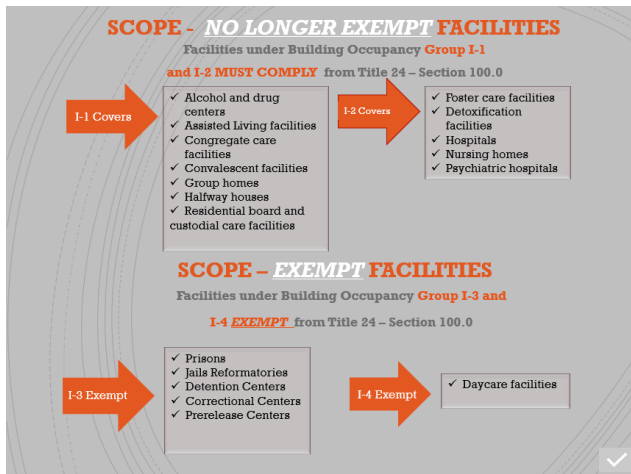 SCOPE - NO LONGER EXEMPT FACILITIES
Facilities under Building Occupancy Group I-1
and I-2 MUST COMPLY from Title 24 – Section 100.0
I-1 Covers
✓ Alcohol and drug
centers
✓ Assisted Living facilities
✓ Congregate care
facilities
✓ Convalescent facilities
✓ Group homes
✓ Halfway houses
✓ Residential board and
custodial care facilities
I-2 Covers
✓ Poster care facilities
✓ Detoxification
facilities
✓ Hospitals
✓ Nursing homes
✓ Psychiatric hospitals
SCOPE – EXEMPT FACILITIES
Facilities under Building Occupancy Group I-3 and
I-4 EXEMPT from Title 24 – Section 100.0
I-3 Exempt
✓ Prisons
✓ Jails Reformatories
✓ Detention Centers
✓ Correctional Centers
✓ Prerelease Centers
I-4 Exempt
✓ Daycare facilities